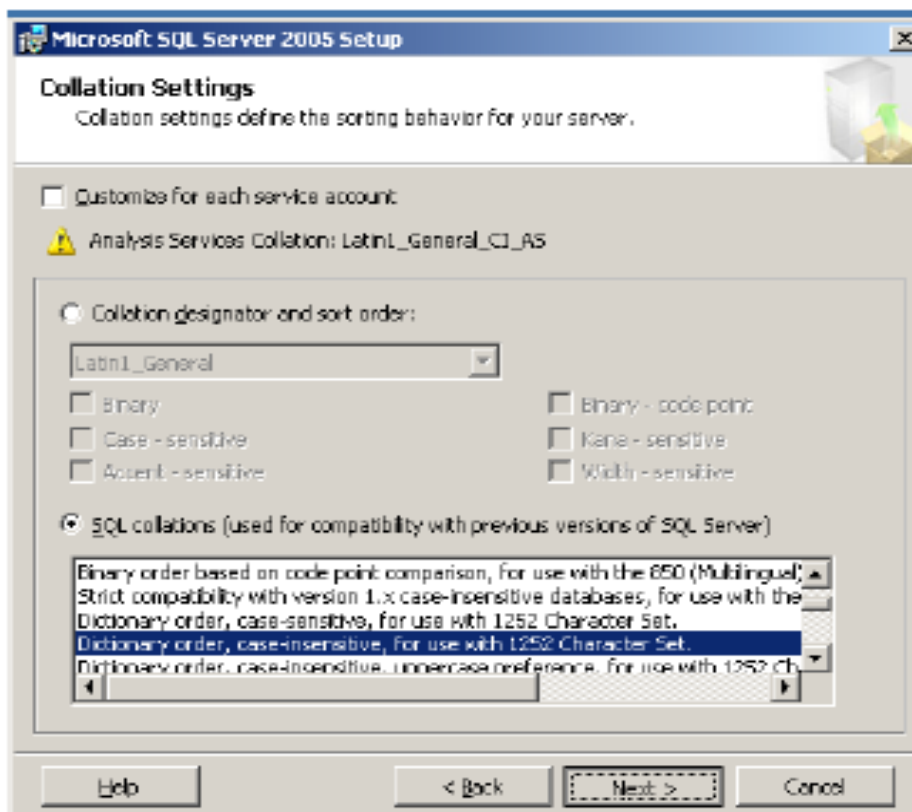 Microsoft SQL Server 2005 Setup
Collation Settings
Collation settings define the sorting behavior for your server.
Customize for each service account
Analysis Services Collation: Latin1_General_CI_AS
Collation designator and sort order:
Latin1_General
Binary
Binary - code point
Case - sensitive
Kana - sensitive
Accent - sensitive
Width - sensitive
SQL collations (used for compatibility with previous versions of SQL Server)
Binary order based on code point comparison, for use with the 850 (Multilingual)
Strict compatibility with version 1.x case-insensitive databases, for use with the
Dictionary order, case-sensitive, for use with 1252 Character Set.
Dictionary order, case-insensitive, for use with 1252 Character Set.
Dictionary order, case-insensitive, uppercase preference, for use with 1252 Ch
Help
< Back
Next >
Cancel